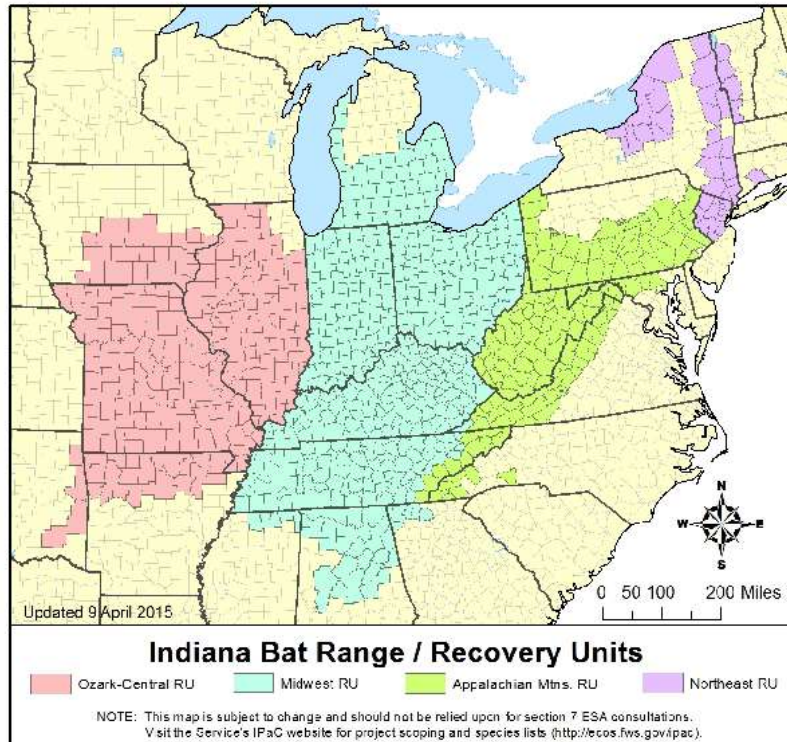 N
W E
S
0 50 100 200 Miles
Updated 9 April 2015
Indiana Bat Range / Recovery Units
Ozark-Central RU Midwest RU Appalachian Mtns. RU Northeast RU
NOTE: This map is subject to change and should not be relied upon for section 7 ESA consultations.
Visit the Service's IPaC website for project scoping and species lists (http://ecos.fws.gov/ipac).